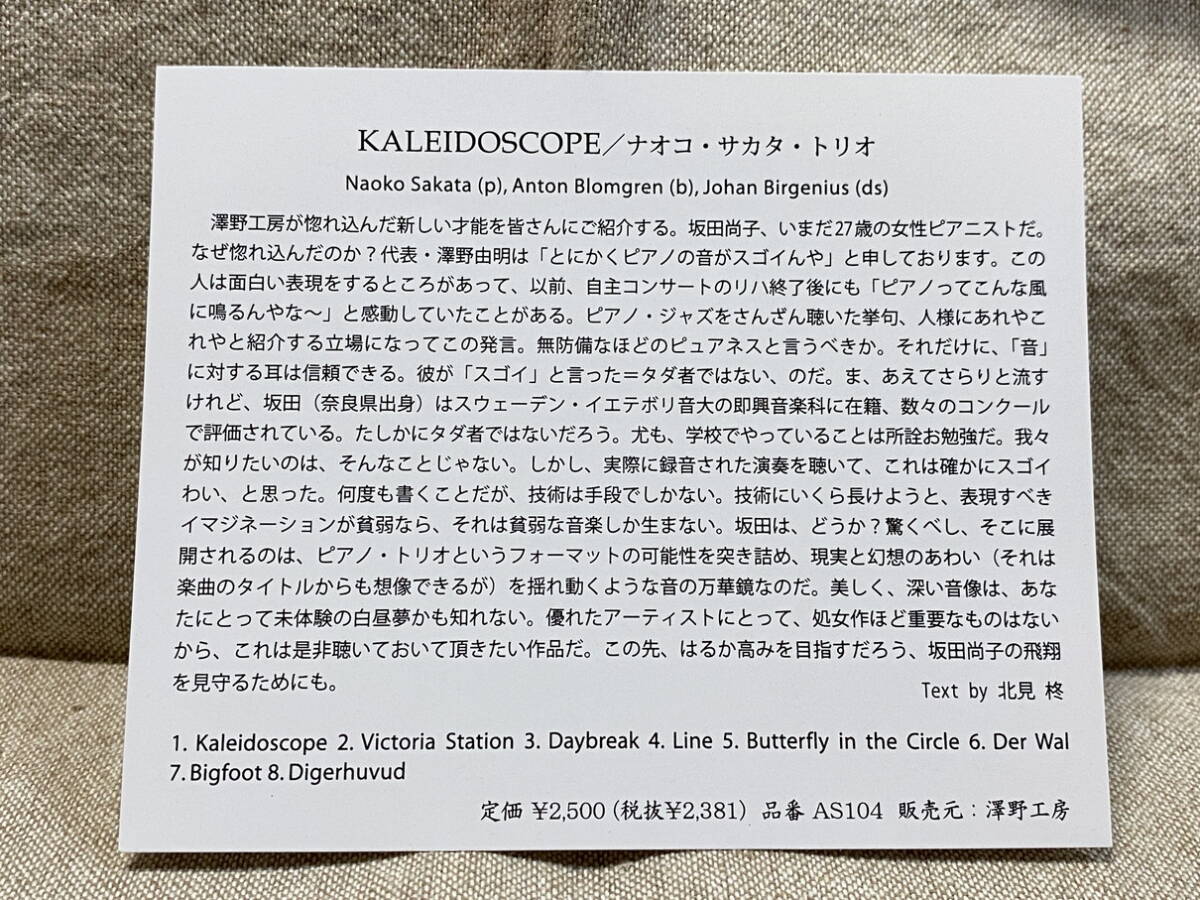 KALEIDOSCOPE／ナオコ・サカタ・トリオ
Naoko Sakata (p), Anton Blomgren (b), Johan Birgenius (ds)
澤野工房が惚れ込んだ新しい才能を皆さんにご紹介する。坂田尚子、いまだ27歳の女性ピアニストだ。
なぜ惚れ込んだのか？代表・澤野由明は「とにかくピアノの音がスゴイんや」と申しております。この
人は面白い表現をするところがあって、以前、自主コンサートのリハ終了後にも「ピアノってこんな風
に鳴るんやな～」と感動していたことがある。ピアノ・ジャズをさんざん聴いた挙句、人様にあれやこ
れやと紹介する立場になってこの発言。無防備なほどのピュアネスと言うべきか。それだけに、「音」
に対する耳は信頼できる。彼が「スゴイ」と言った＝タダ者ではない、のだ。ま、あえてさらりと流す
けれど、坂田（奈良県出身）はスウェーデン・イエテボリ音大の即興音楽科に在籍、数々のコンクール
で評価されている。たしかにタダ者ではないだろう。尤も、学校でやっていることは所詮お勉強だ。我々
が知りたいのは、そんなことじゃない。しかし、実際に録音された演奏を聴いて、これは確かにスゴイ
わい、と思った。何度も書くことだが、技術は手段でしかない。技術にいくら長けようと、表現すべき
イマジネーションが貧弱なら、それは貧弱な音楽しか生まない。坂田は、どうか？驚くべし、そこに展
開されるのは、ピアノ・トリオというフォーマットの可能性を突き詰め、現実と幻想のあわい（それは
楽曲のタイトルからも想像できるが）を揺れ動くような音の万華鏡なのだ。美しく、深い音像は、あな
たにとって未体験の白昼夢かも知れない。優れたアーティストにとって、処女作ほど重要なものはない
から、これは是非聴いておいて頂きたい作品だ。この先、はるか高みを目指すだろう、坂田尚子の飛翔
を見守るためにも。
Text by 北見 柊
1. Kaleidoscope 2. Victoria Station 3. Daybreak 4. Line 5. Butterfly in the Circle 6. Der Wal
7. Bigfoot 8. Digerhuvud
定価 ¥2,500 (税抜¥2,381) 品番 AS104 販売元：澤野工房